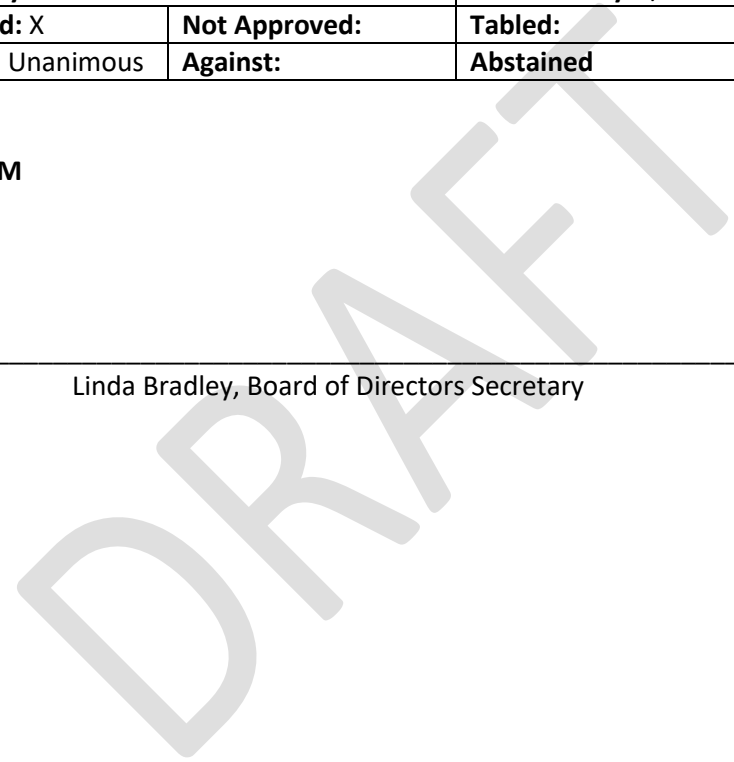 d: X Not Approved: Tabled:
Unanimous Against: Abstained
M
Linda Bradley, Board of Directors Secretary
DRAFT